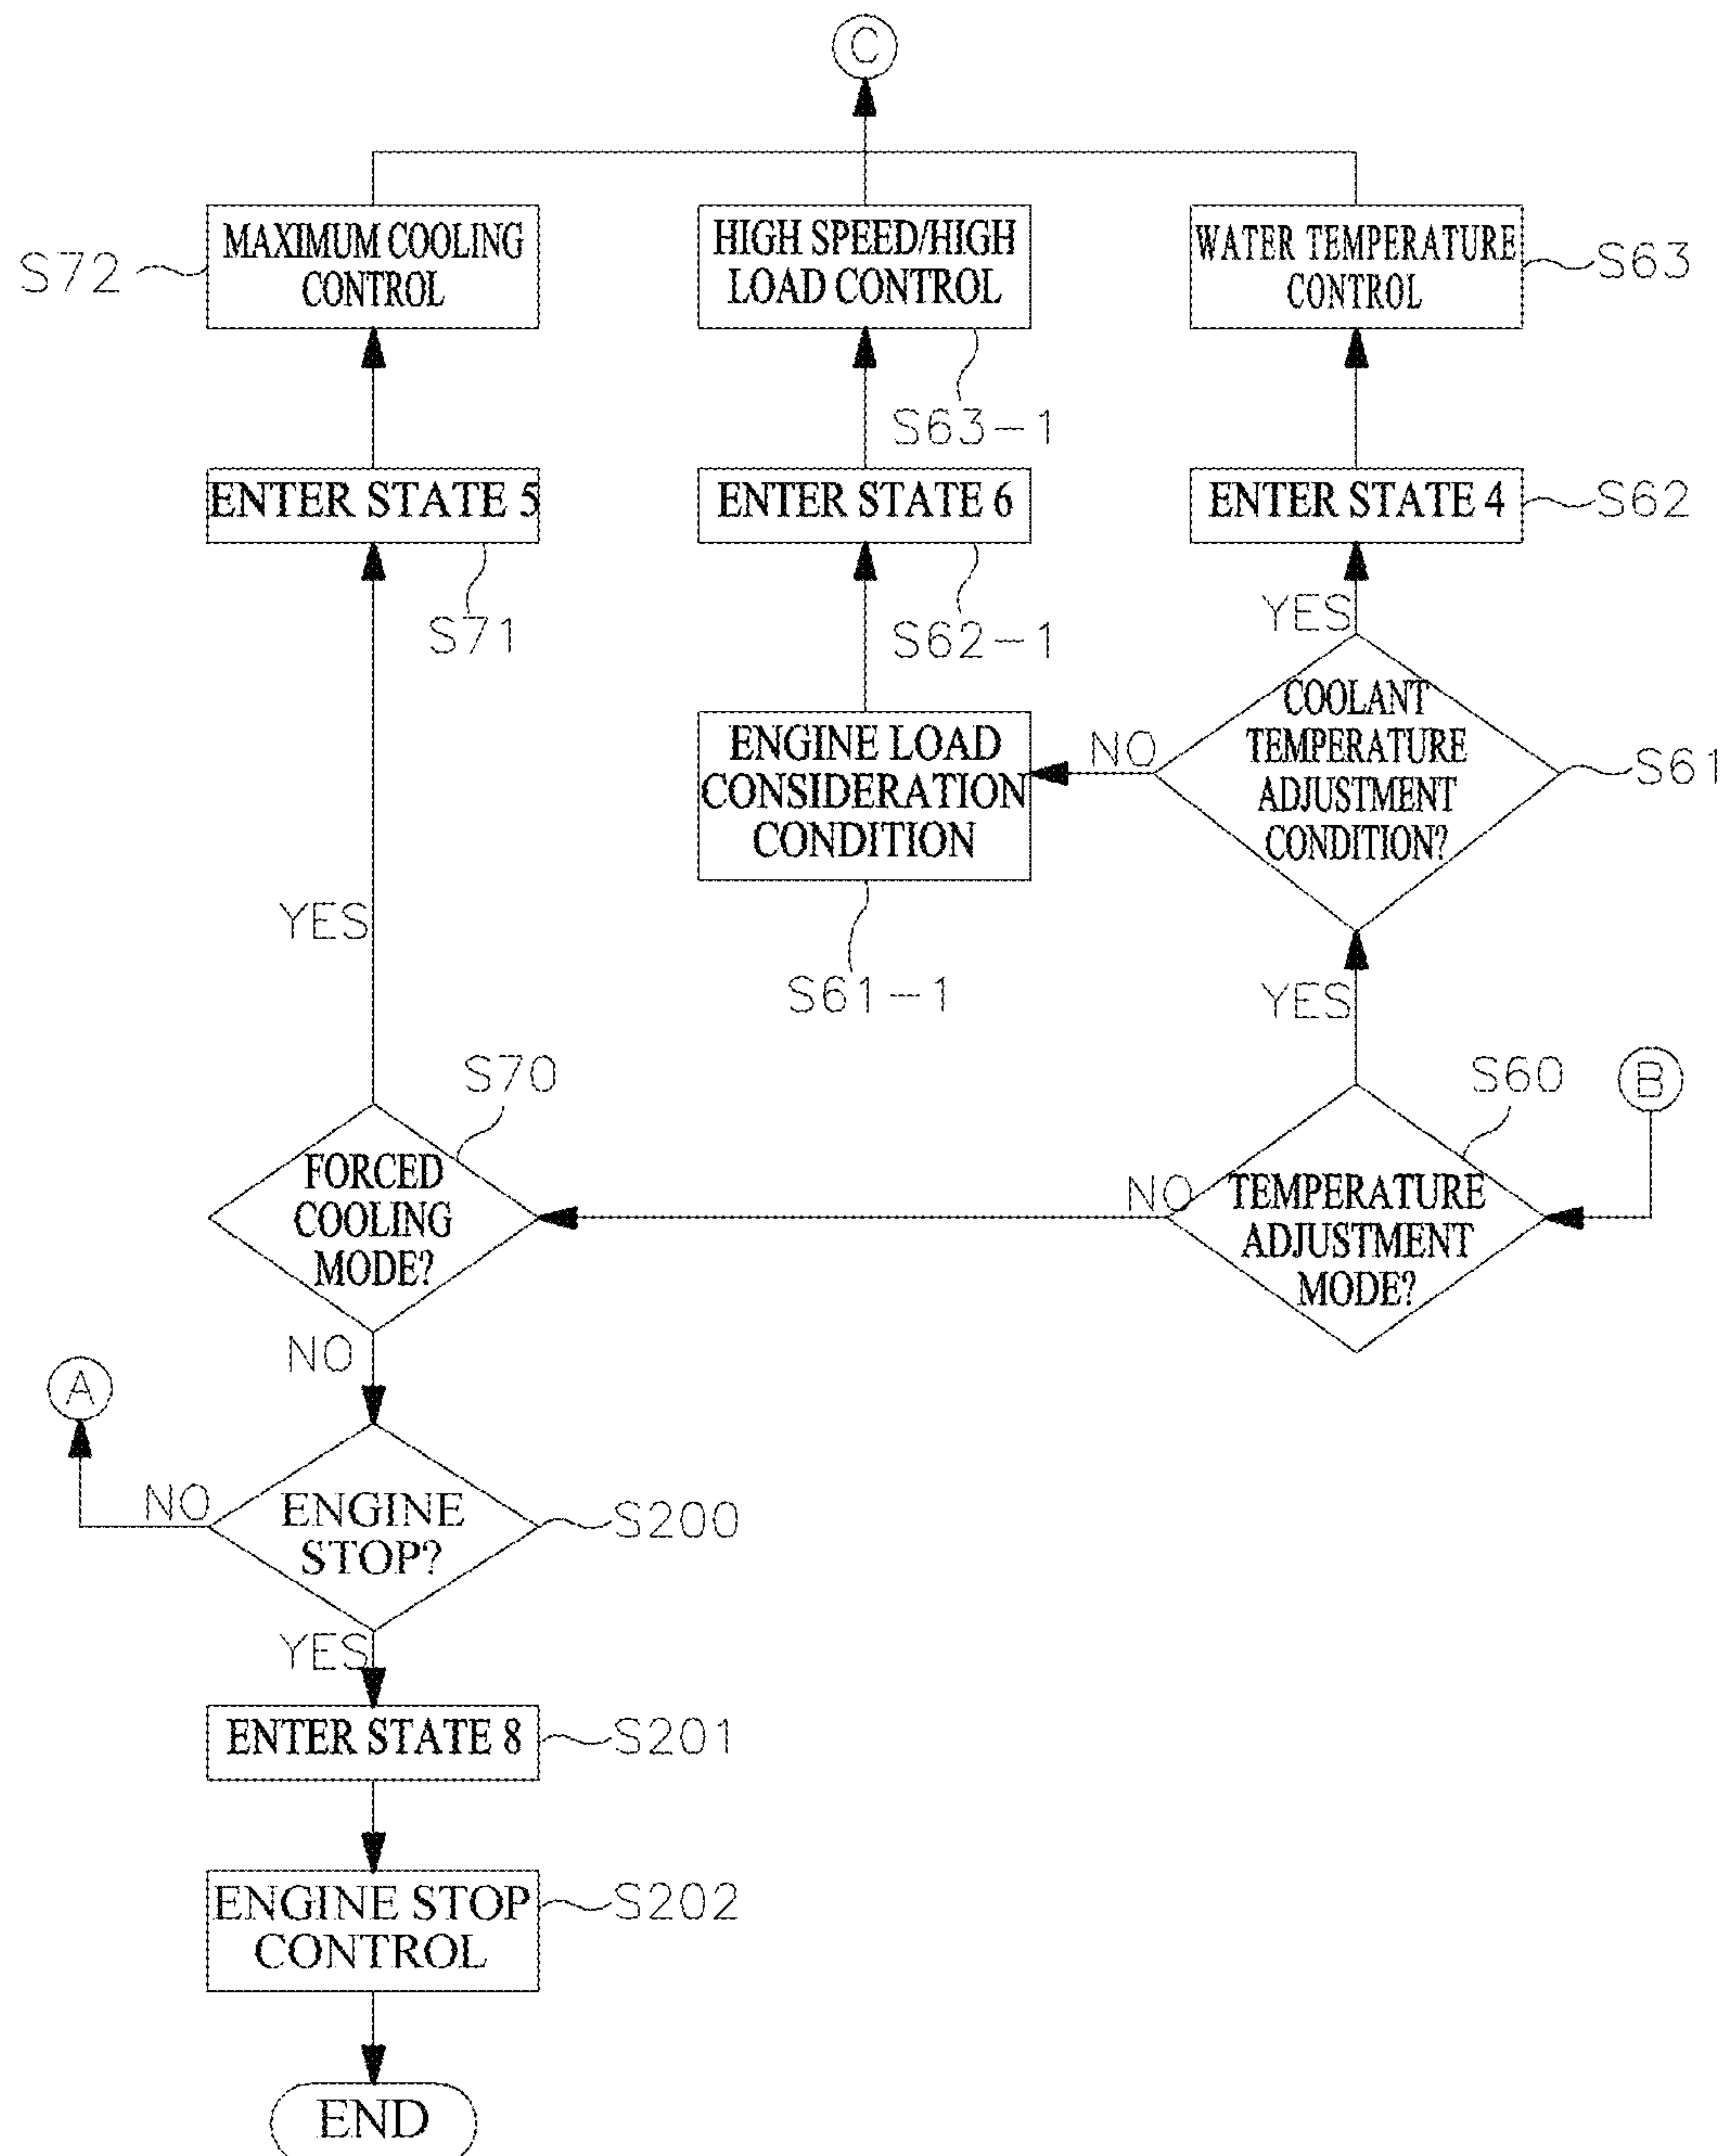 C
MAXIMUM COOLING
CONTROL
S72
HIGH SPEED/HIGH
LOAD CONTROL
S63-1
WATER TEMPERATURE
CONTROL
S63
ENTER STATE 5
S71
ENTER STATE 6
S62-1
ENTER STATE 4
S62
YES
COOLANT
TEMPERATURE
ADJUSTMENT
CONDITION?
S61
NO
ENGINE LOAD
CONSIDERATION
CONDITION
S61-1
YES
YES
S70
FORCED
COOLING
MODE?
S60
B
NO
TEMPERATURE
ADJUSTMENT
MODE?
NO
A
NO
ENGINE
STOP?
S200
YES
ENTER STATE 8
S201
ENGINE STOP
CONTROL
S202
END